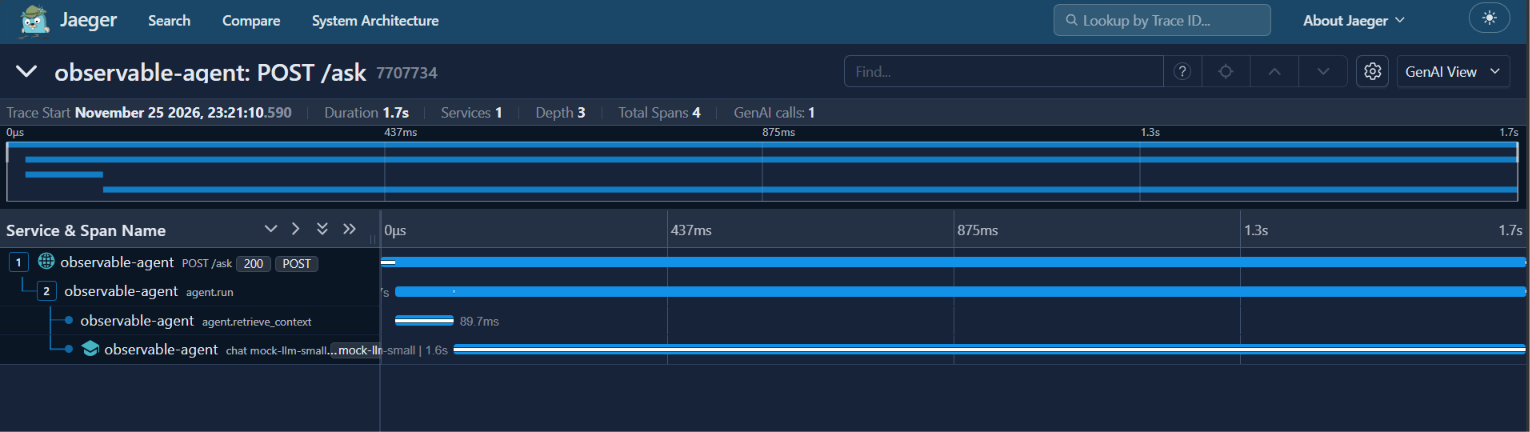 Jaeger Search Compare System Architecture Lookup by Trace ID... About Jaeger
observable-agent: POST /ask 7707734 Find... ? GenAI View
Trace Start November 25 2026, 23:21:10.590 Duration 1.7s Services 1 Depth 3 Total Spans 4 GenAI calls: 1
0μs 437ms 875ms 1.3s 1.7s
Service & Span Name 0μs 437ms 875ms 1.3s 1.7s
1 observable-agent POST /ask 200 POST
2 observable-agent agent.run s
observable-agent agent.retrieve_context 89.7ms
observable-agent chat mock-llm-small... mock-llm-small | 1.6s